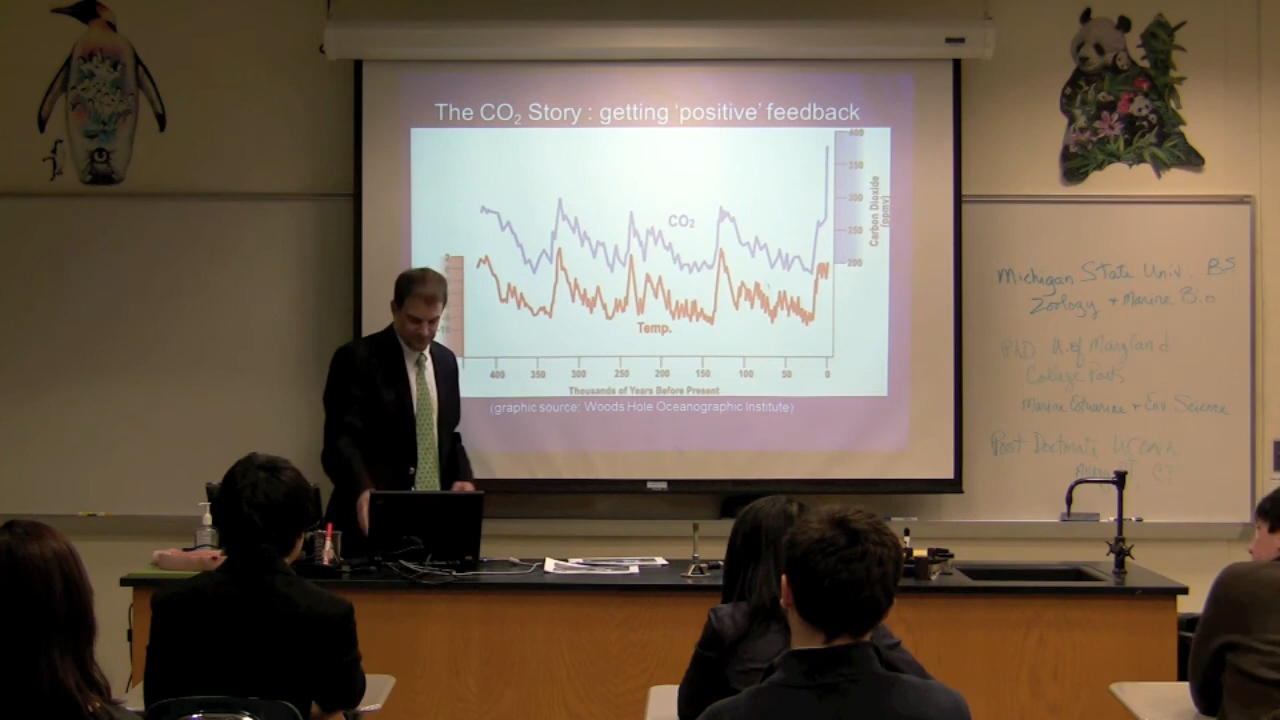 The CO₂ Story : getting 'positive' feedback
400
350
300
250
200
Carbon Dioxide
(ppmv)
CO₂
Temp.
400 350 300 250 200 150 100 50 0
Thousands of Years Before Present
(graphic source: Woods Hole Oceanographic Institute)
Michigan State Univ. BS
Zoology + Marine Bio
PhD U. of Maryland
College Park
Marine Estuarine + Env Science
Post Doctorate UConn
CT